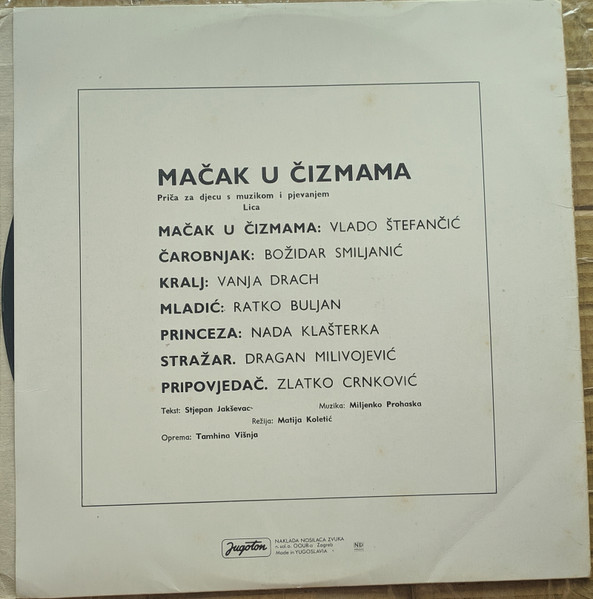 MAČAK U ČIZMAMA
Priča za djecu s muzikom i pjevanjem
Lica
MAČAK U ČIZMAMA: VLADO ŠTEFANČIĆ
ČAROBNJAK: BOŽIDAR SMILJANIĆ
KRALJ: VANJA DRACH
MLADIĆ: RATKO BULJAN
PRINCEZA: NADA KLAŠTERKA
STRAŽAR. DRAGAN MILIVOJEVIĆ
PRIPOVJEDAČ. ZLATKO CRNKOVIĆ
Tekst: Stjepan Jakševac- Muzika: Miljenko Prohaska
Režija: Matija Koletić
Oprema: Tamhina Višnja
Jugoton NAKLADA NOSILACA ZVUKA
n.sol.o. OOUR-a Zagreb
Made in YUGOSLAVIA